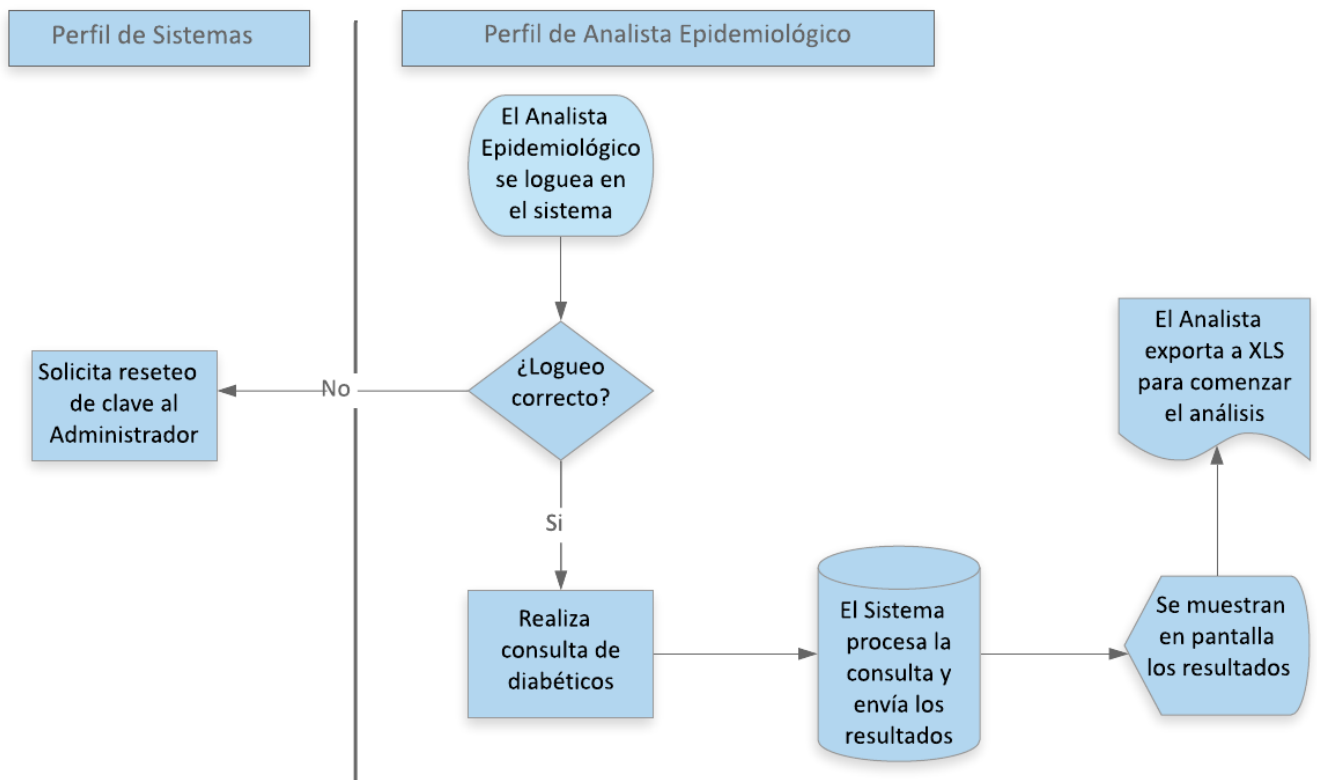 Perfil de Sistemas
Perfil de Analista Epidemiológico
El Analista
Epidemiológico
se loguea en
el sistema
¿Logueo
correcto?
No
Solicita reseteo
de clave al
Administrador
Si
Realiza
consulta de
diabéticos
El Sistema
procesa la
consulta y
envía los
resultados
Se muestran
en pantalla
los resultados
El Analista
exporta a XLS
para comenzar
el análisis